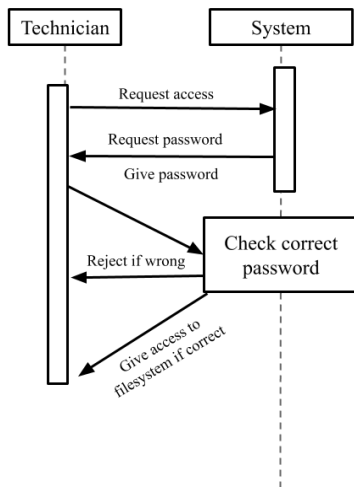 Technician
System
Request access
Request password
Give password
Check correct
password
Reject if wrong
Give access to
filesystem if correct